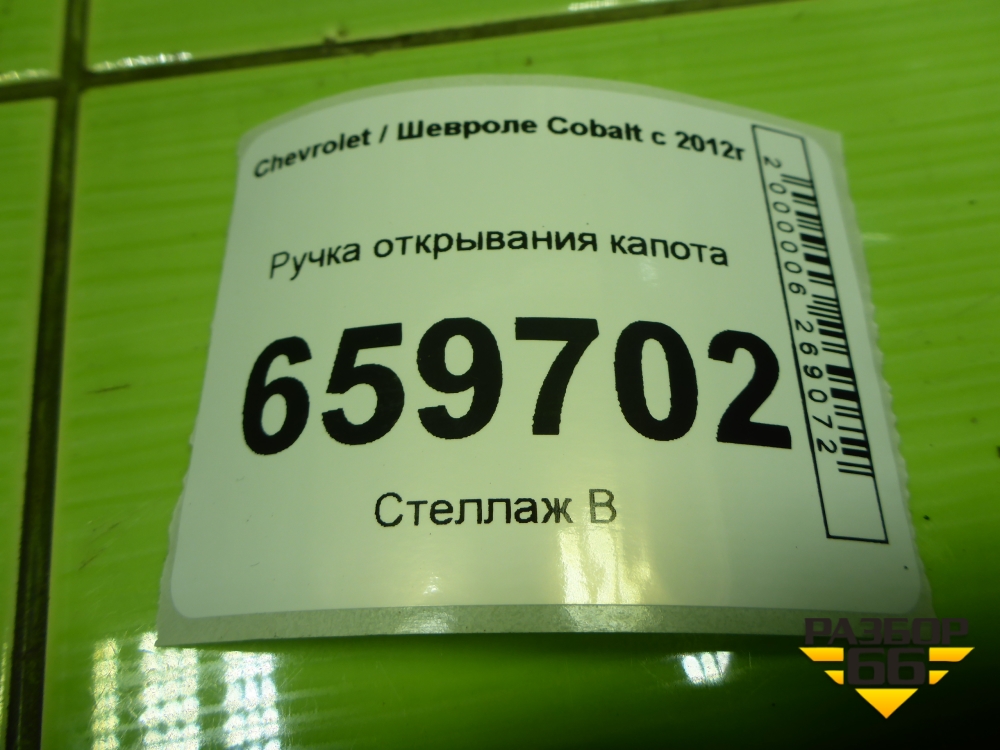 Chevrolet / Шевроле Cobalt с 2012г
Ручка открывания капота
659702
Стеллаж В
2000006269072
РАЗБОР
66